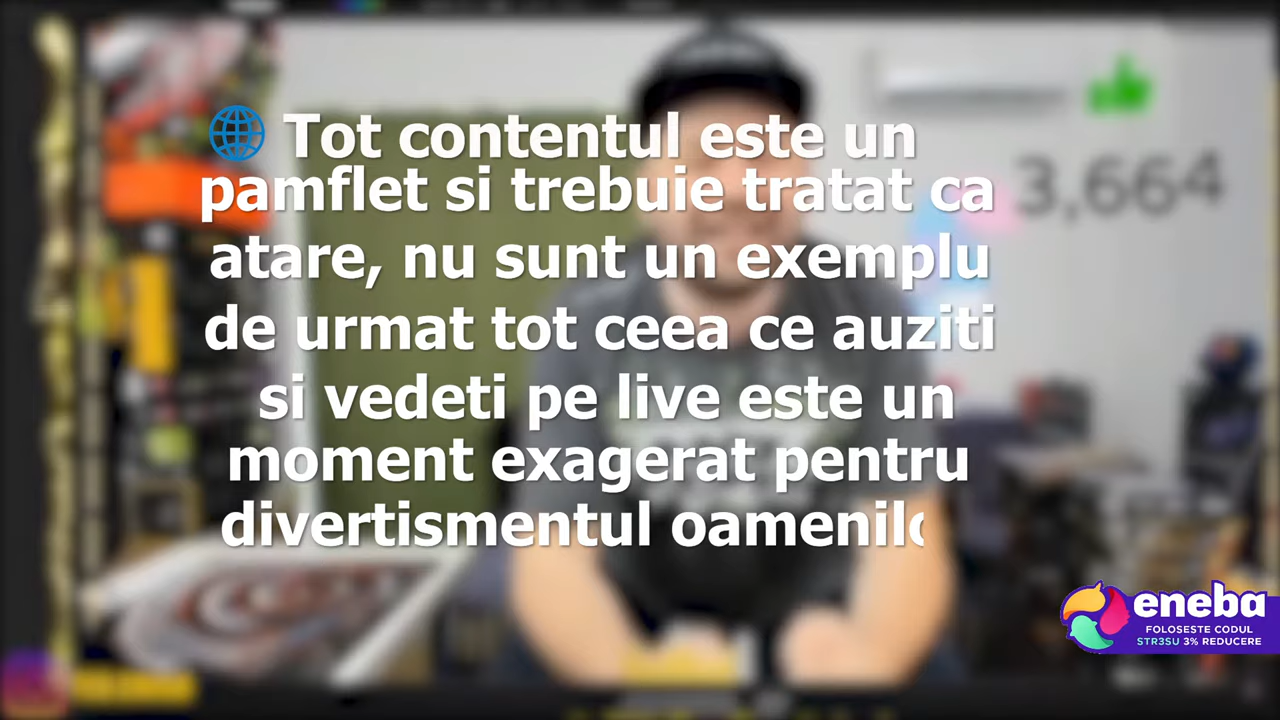 Tot contentul este un
pamflet si trebuie tratat ca
atare, nu sunt un exemplu
de urmat tot ceea ce auziti
si vedeti pe live este un
moment exagerat pentru
divertismentul oamenilo
3,664
eneba
FOLOSESTE CODUL
STR3SU 3% REDUCERE